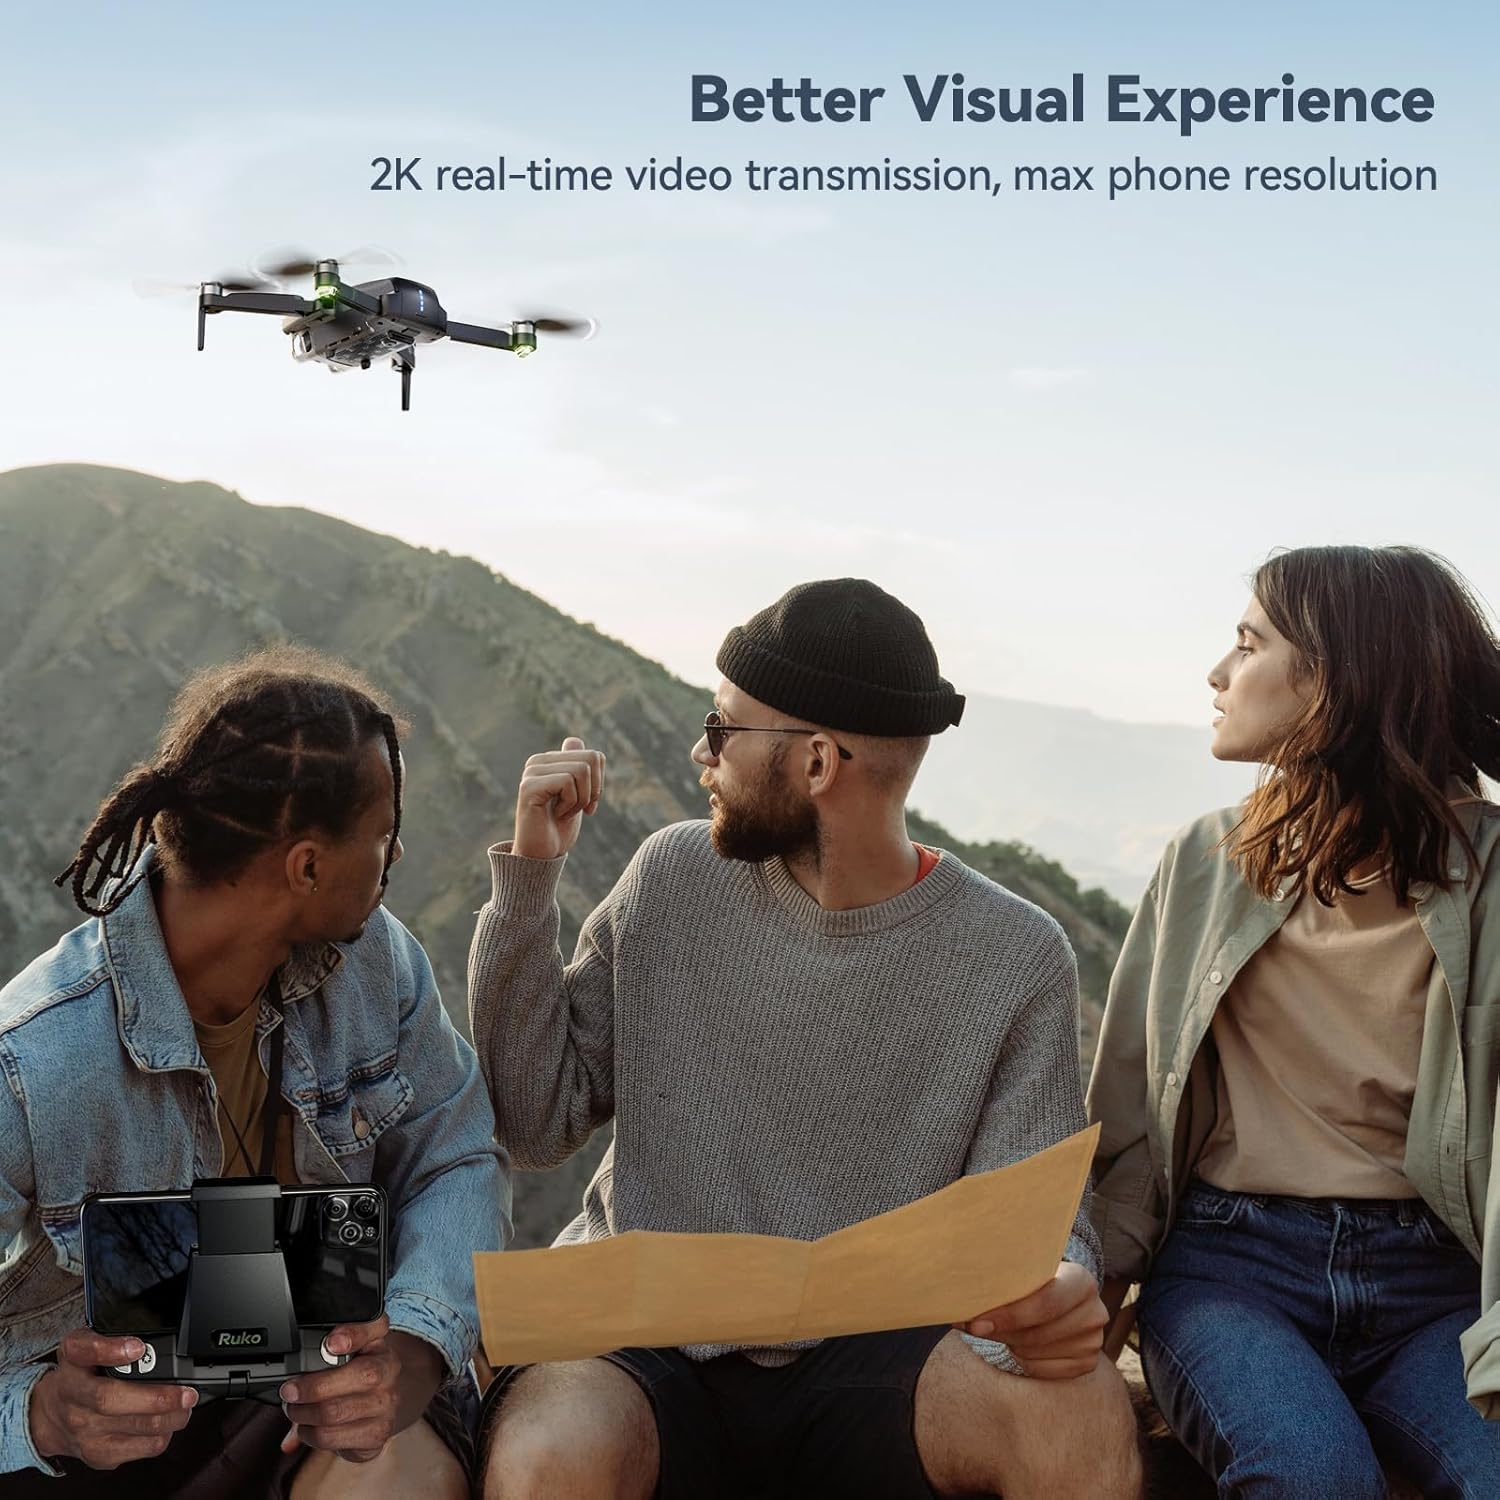 Better Visual Experience
2K real-time video transmission, max phone resolution
Ruko